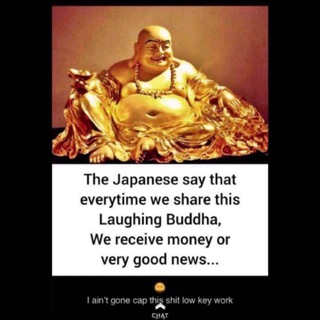 The Japanese say that
everytime we share this
Laughing Buddha,
We receive money or
very good news...
I ain't gone cap this shit low key work
CHAT